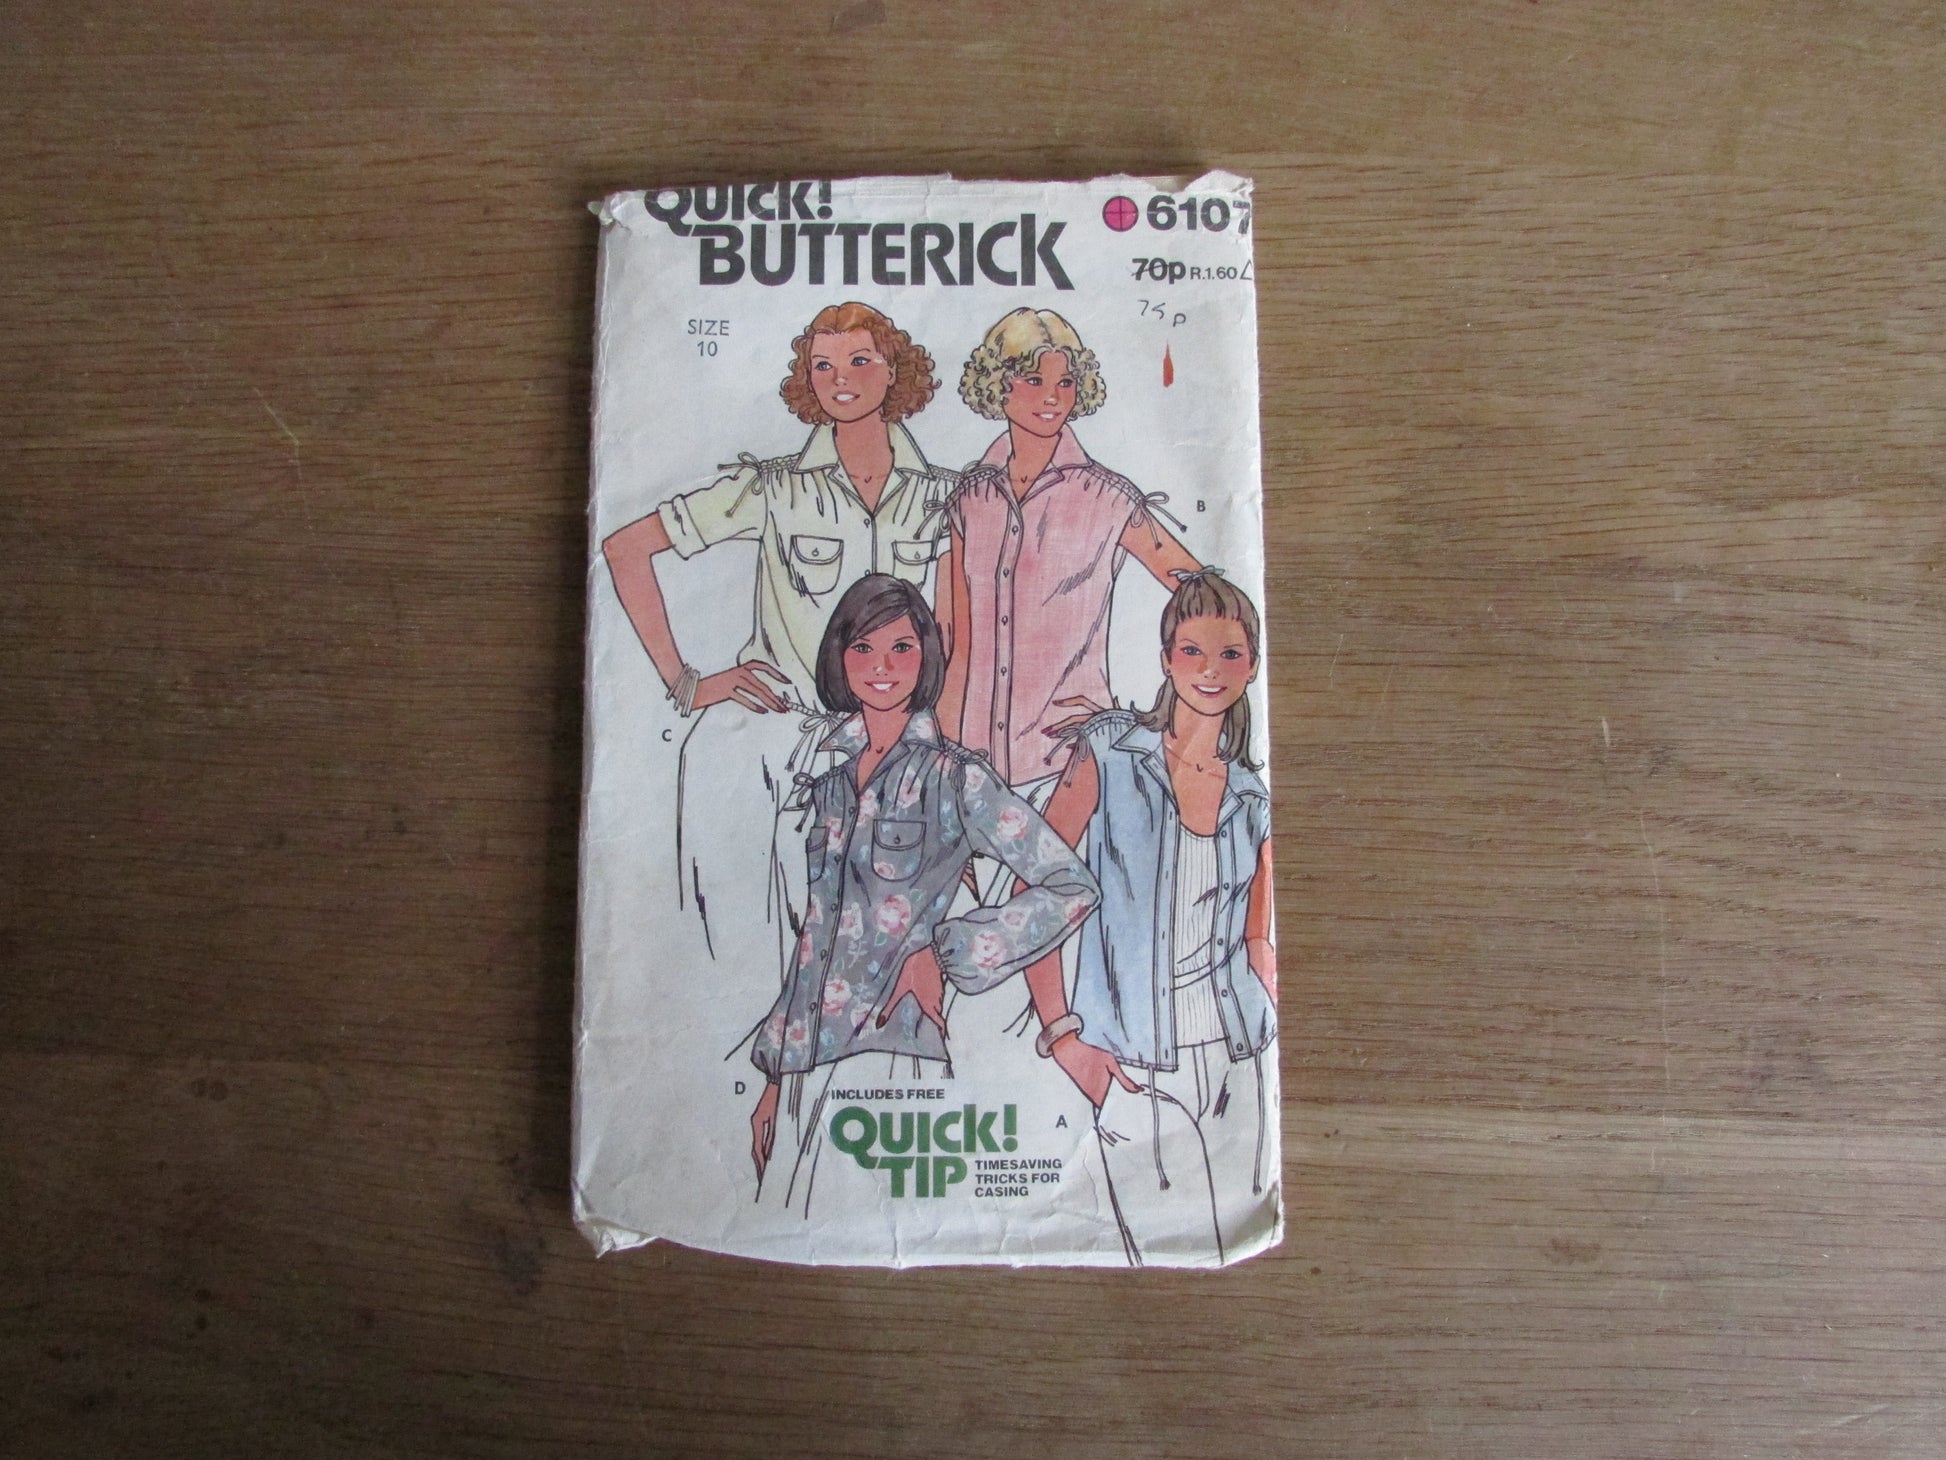 QUICK!
BUTTERICK
6107
70p R.1.60
75p
SIZE
10
B
C
D
A
INCLUDES FREE
QUICK!
TIP
TIMESAVING
TRICKS FOR
CASING